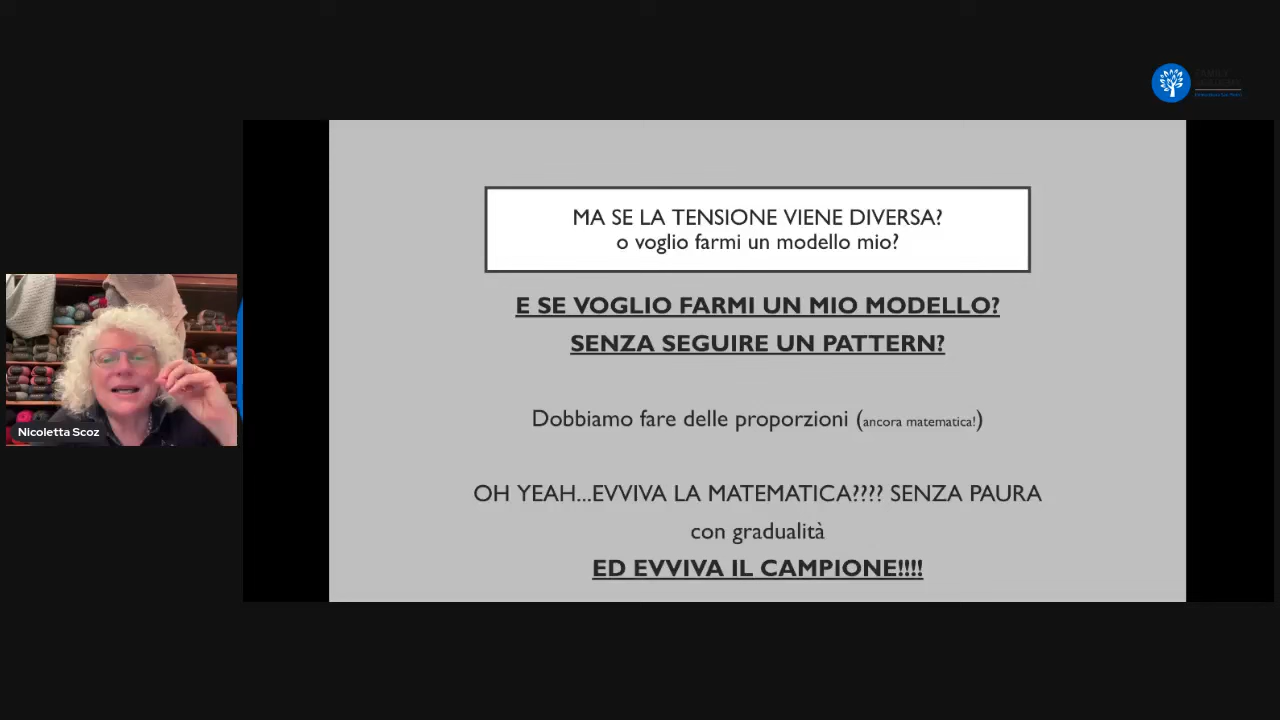 MA SE LA TENSIONE VIENE DIVERSA?
o voglio farmi un modello mio?
E SE VOGLIO FARMI UN MIO MODELLO?
SENZA SEGUIRE UN PATTERN?
Dobbiamo fare delle proporzioni (ancora matematica!)
Nicoletta Scoz
OH YEAH...EVVIVA LA MATEMATICA???? SENZA PAURA
con gradualità
ED EVVIVA IL CAMPIONE!!!!